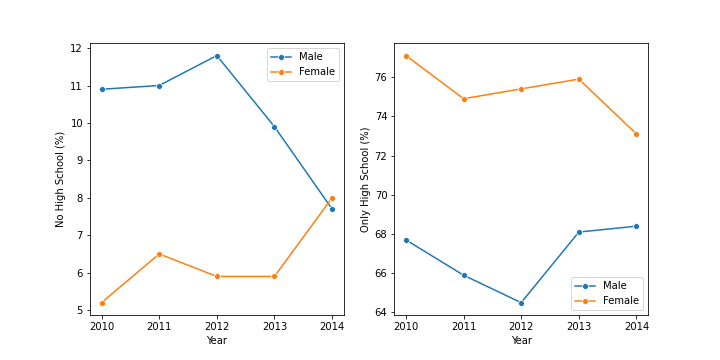 No High School (%)
12
11
10
9
8
7
6
5
2010 2011 2012 2013 2014
Year
Male
Female
Only High School (%)
76
74
72
70
68
66
64
2010 2011 2012 2013 2014
Year
Male
Female